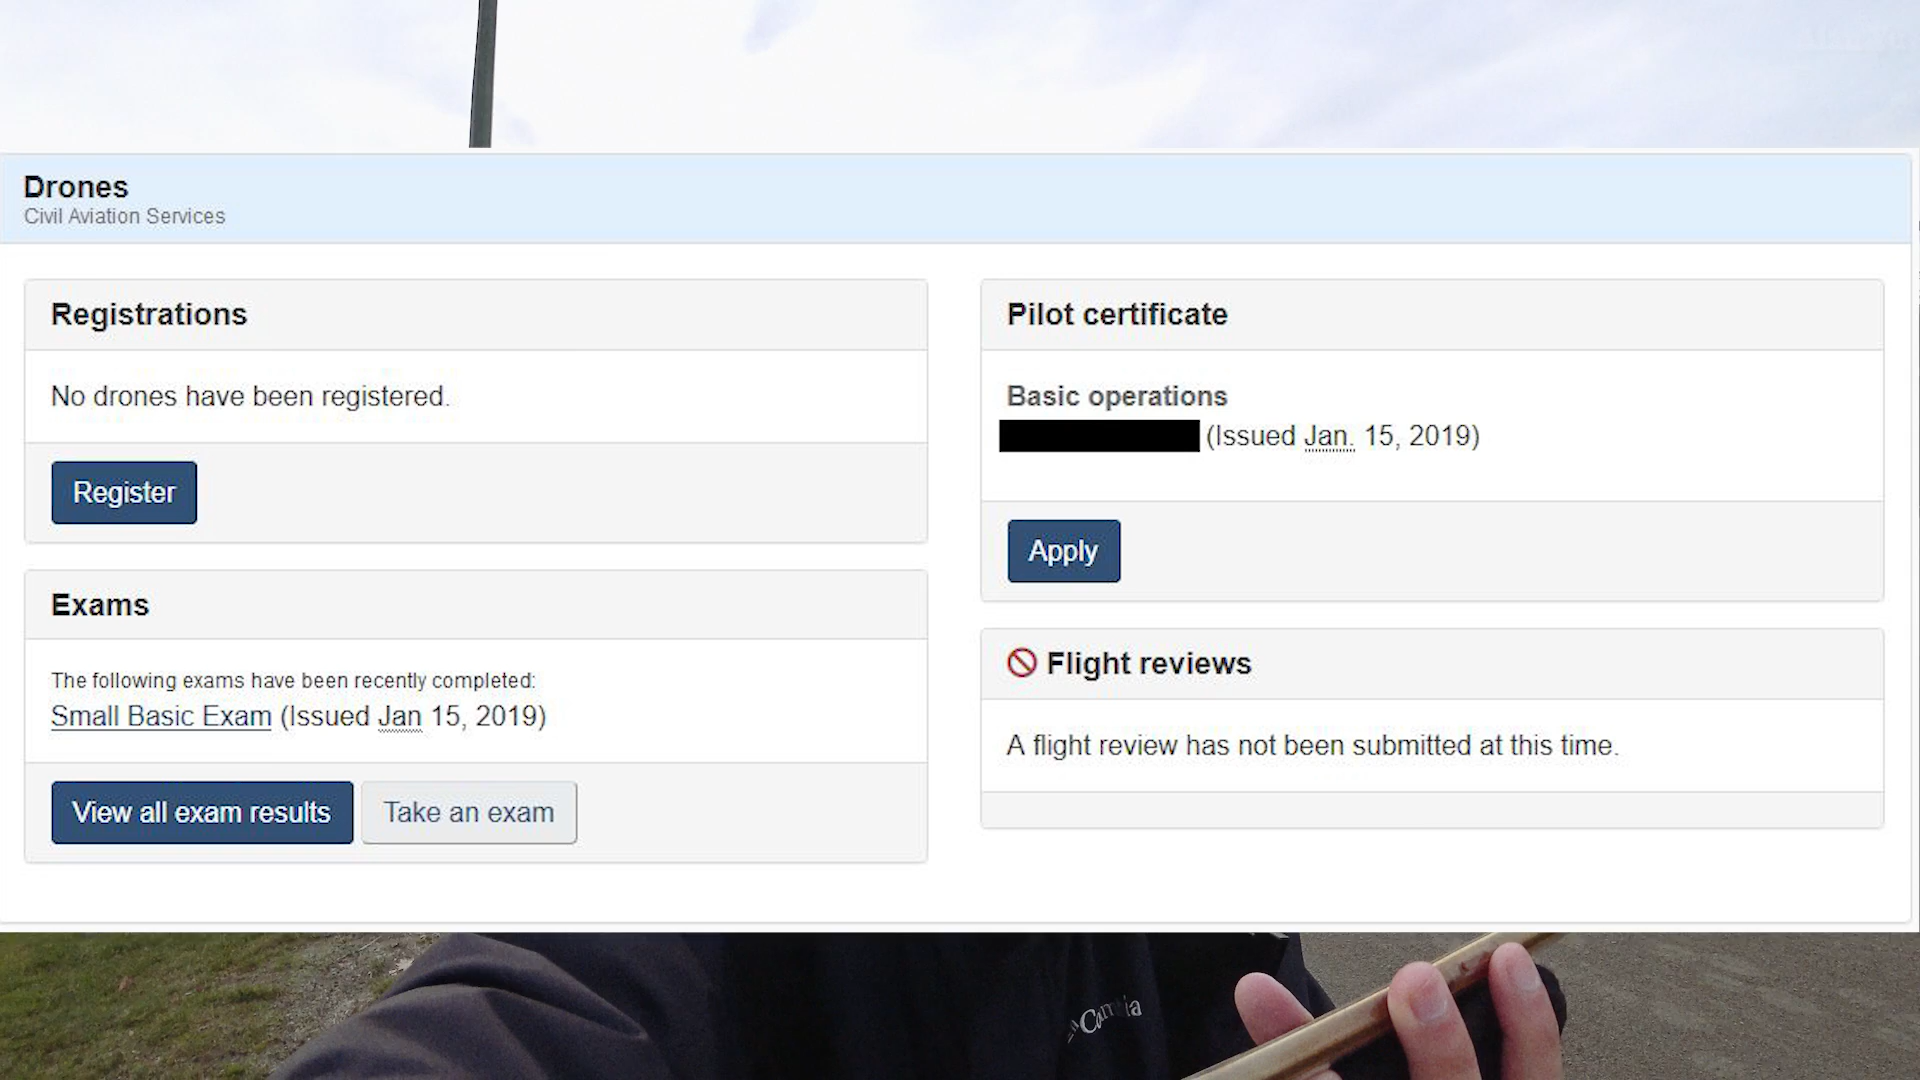 Drones
Civil Aviation Services
Registrations
No drones have been registered.
Register
Exams
The following exams have been recently completed:
Small Basic Exam (Issued Jan 15, 2019)
View all exam results
Take an exam
Pilot certificate
Basic operations
(Issued Jan. 15, 2019)
Apply
Flight reviews
A flight review has not been submitted at this time.